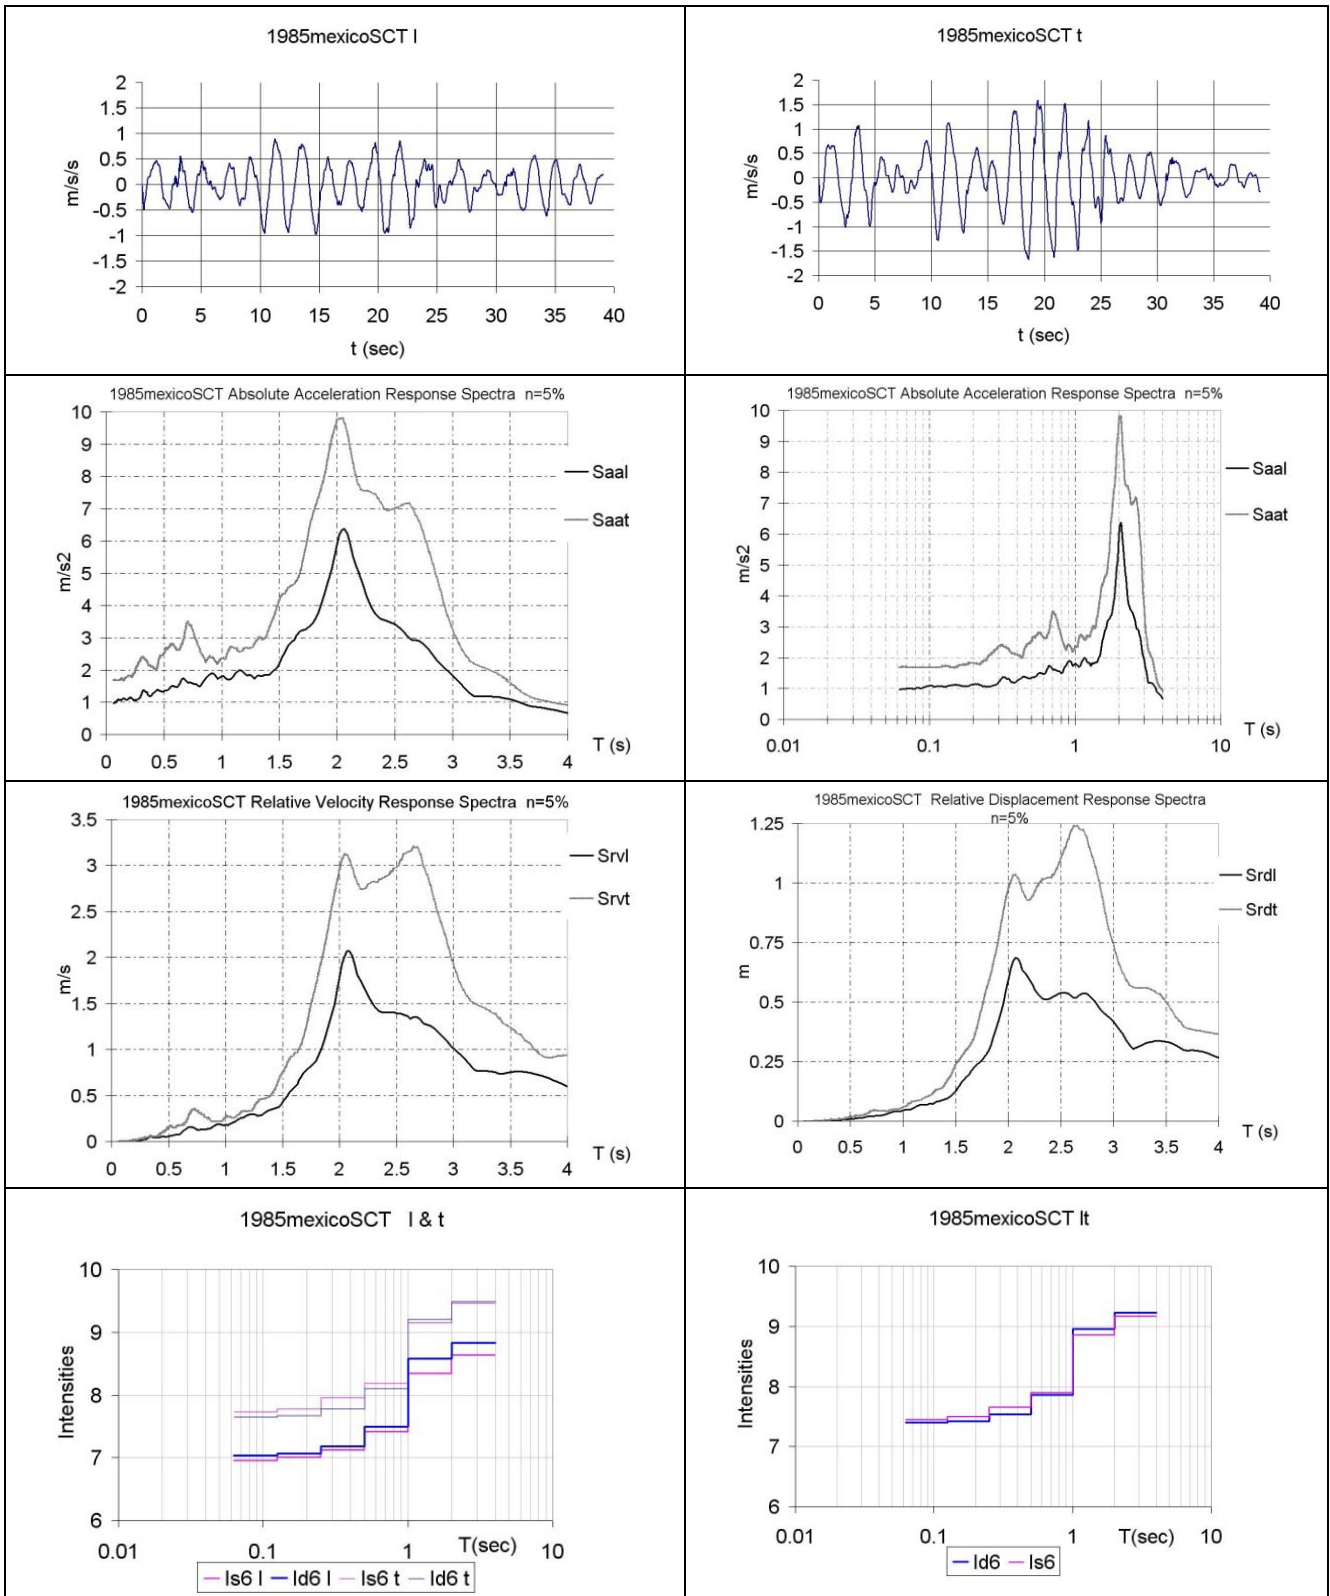 1985mexicoSCT l
2
1.5
1
0.5
0
-0.5
-1
-1.5
-2
m/s/s
0 5 10 15 20 25 30 35 40
t (sec)
1985mexicoSCT t
2
1.5
1
0.5
0
-0.5
-1
-1.5
-2
m/s/s
0 5 10 15 20 25 30 35 40
t (sec)
1985mexicoSCT Absolute Acceleration Response Spectra n=5%
10
9
8
7
6
5
4
3
2
1
0
m/s2
0 0.5 1 1.5 2 2.5 3 3.5 4
T (s)
Saal
Saat
1985mexicoSCT Absolute Acceleration Response Spectra n=5%
10
9
8
7
6
5
4
3
2
1
0
m/s2
0.01 0.1 1 10
T (s)
Saal
Saat
1985mexicoSCT Relative Velocity Response Spectra n=5%
3.5
3
2.5
2
1.5
1
0.5
0
m/s
0 0.5 1 1.5 2 2.5 3 3.5 4
T (s)
Srvl
Srvt
1985mexicoSCT Relative Displacement Response Spectra
n=5%
1.25
1
0.75
0.5
0.25
0
m
0 0.5 1 1.5 2 2.5 3 3.5 4
T (s)
Srdl
Srdt
1985mexicoSCT l & t
10
9
8
7
6
Intensities
0.01 0.1 1 10
T(sec)
Is6 l Id6 l Is6 t Id6 t
1985mexicoSCT lt
10
9
8
7
6
Intensities
0.01 0.1 1 10
T(sec)
Id6 Is6